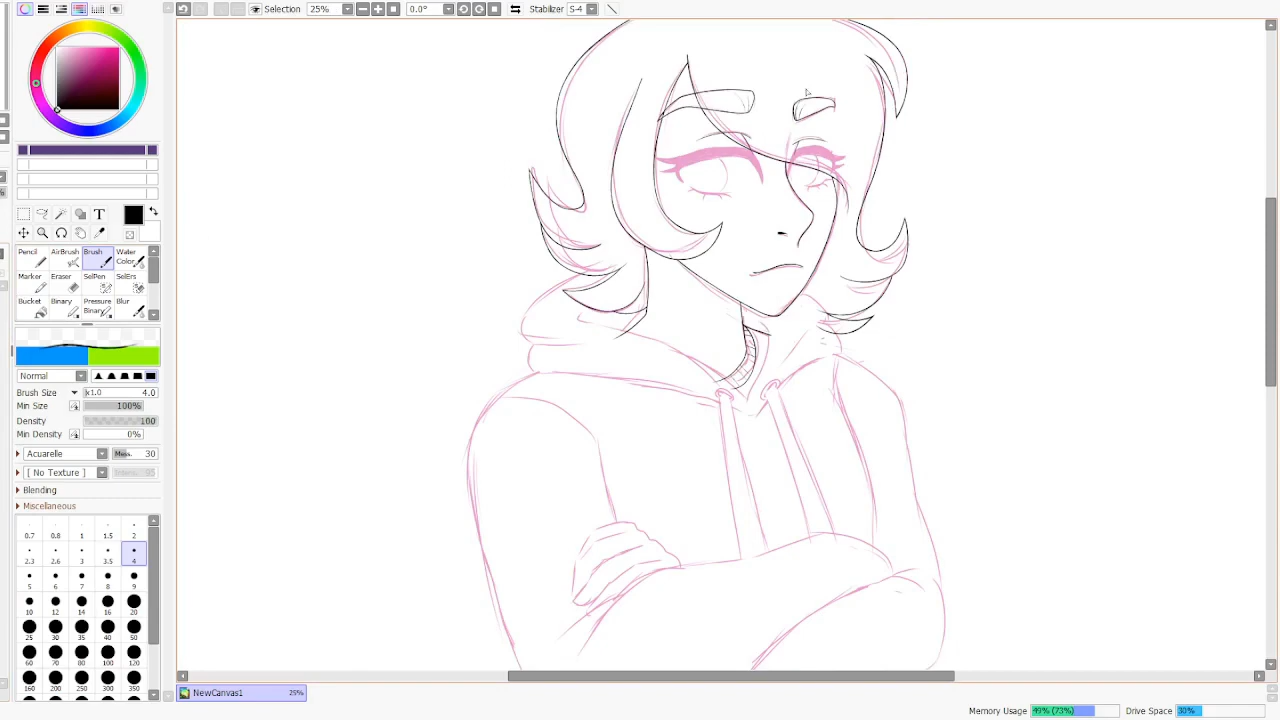 Selection 25% 0.0° Stabilizer S-4
T
Pencil AirBrush Brush Water Color
Marker Eraser SelPen SelErs
Bucket Binary Pressure Binary Blur
Normal
Brush Size x1.0 4.0
Min Size 100%
Density 100
Min Density 0%
Acuarelle 30
[ No Texture ]
Blending
Miscellaneous
0.7 0.8 1 1.5 2
2.3 2.6 3 3.5 4
5 6 7 8 9
10 12 14 16 20
25 30 35 40 50
60 70 80 100 120
160 200 250 300 350
NewCanvas1 25%
Memory Usage 49% (73%) Drive Space 30%